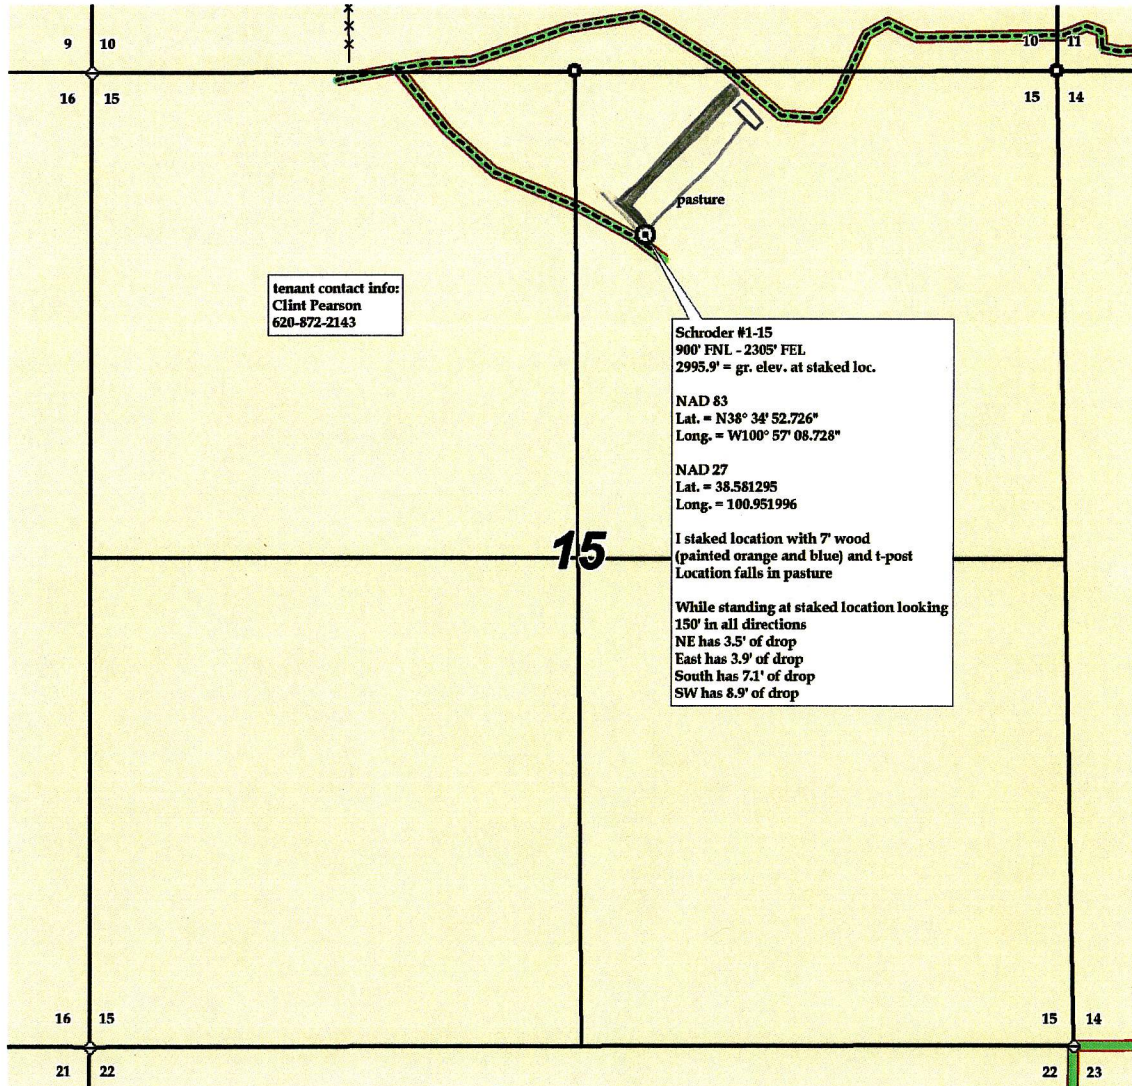 9 10
10 11
16 15
15 14
pasture
tenant contact info:
Clint Pearson
620-872-2143
Schroder #1-15
900' FNL - 2305' FEL
2995.9' = gr. elev. at staked loc.
NAD 83
Lat. = N38° 34' 52.726"
Long. = W100° 57' 08.728"
NAD 27
Lat. = 38.581295
Long. = 100.951996
I staked location with 7' wood
(painted orange and blue) and t-post
Location falls in pasture
While standing at staked location looking
150' in all directions
NE has 3.5' of drop
East has 3.9' of drop
South has 7.1' of drop
SW has 8.9' of drop
15
16 15
15 14
21 22
22 23